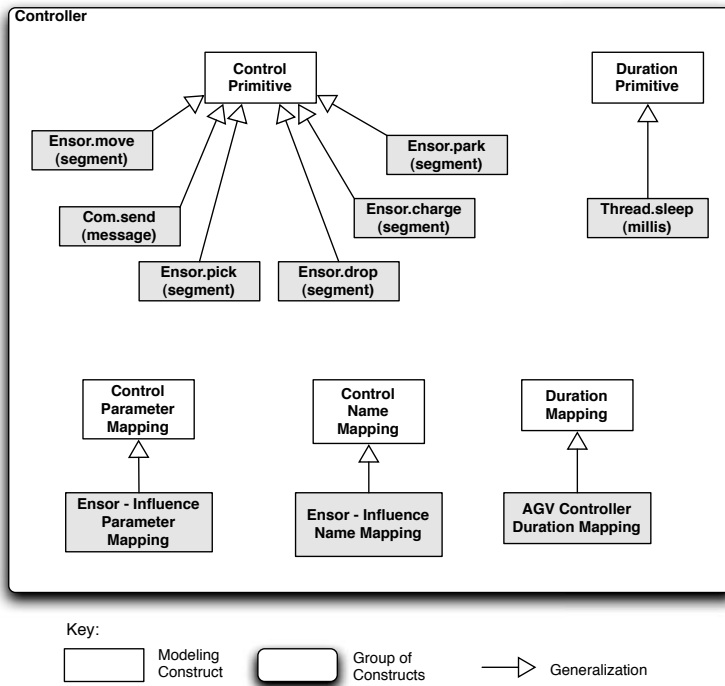 Controller
Control
Primitive
Duration
Primitive
Ensor.move
(segment)
Ensor.park
(segment)
Com.send
(message)
Ensor.charge
(segment)
Thread.sleep
(millis)
Ensor.pick
(segment)
Ensor.drop
(segment)
Control
Parameter
Mapping
Control
Name
Mapping
Duration
Mapping
Ensor - Influence
Parameter
Mapping
Ensor - Influence
Name Mapping
AGV Controller
Duration Mapping
Key:
Modeling
Construct
Group of
Constructs
Generalization